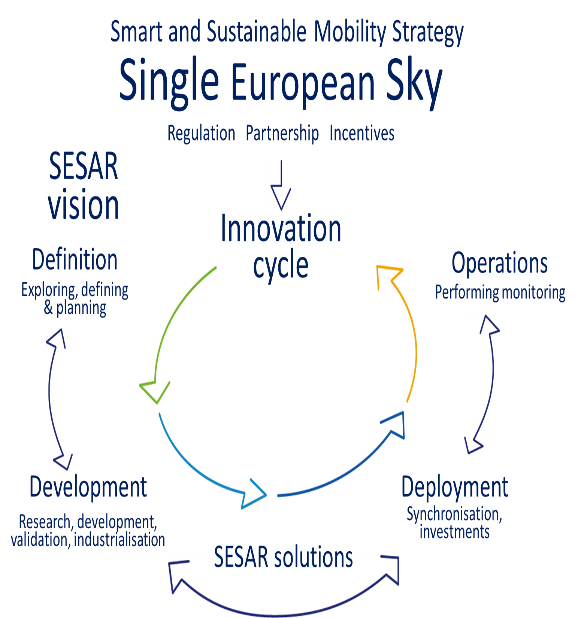 Smart and Sustainable Mobility Strategy
Single European Sky
Regulation Partnership Incentives
SESAR
vision
Innovation
cycle
Definition
Exploring, defining
& planning
Operations
Performing monitoring
Development
Research, development,
validation, industrialisation
Deployment
Synchronisation,
investments
SESAR solutions